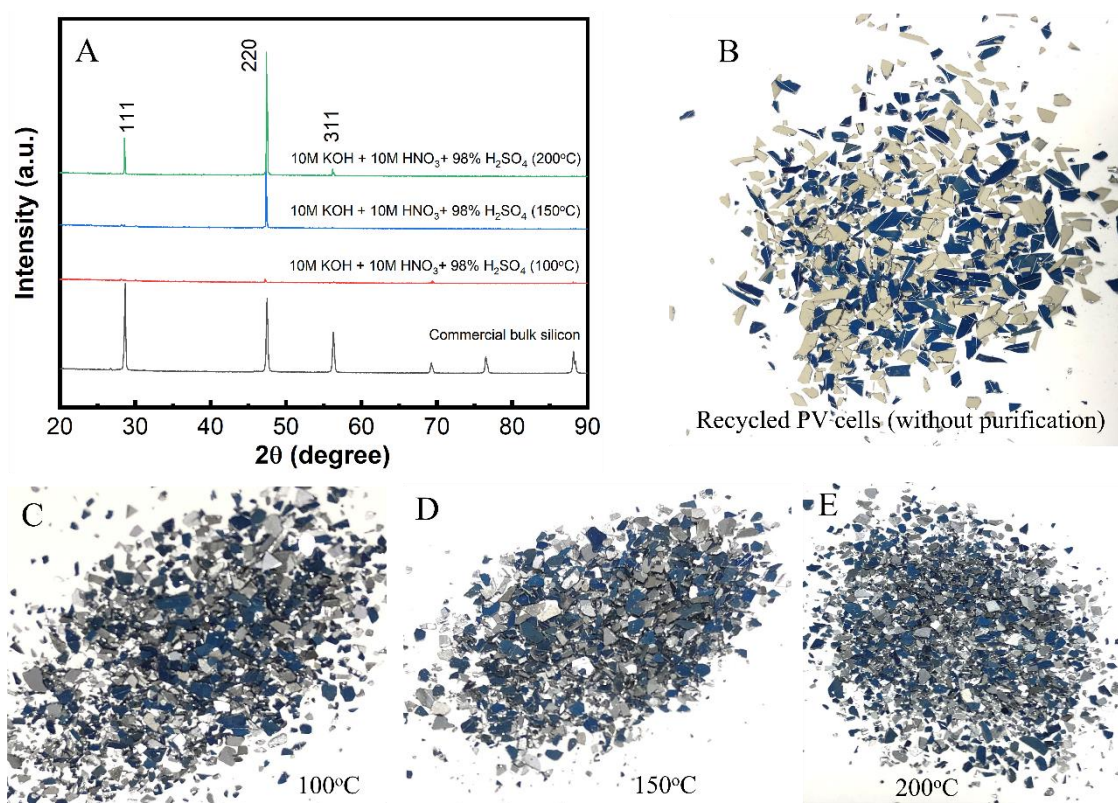 A
111
220
311
10M KOH + 10M HNO₃+ 98% H₂SO₄ (200°C)
10M KOH + 10M HNO₃+ 98% H₂SO₄ (150°C)
10M KOH + 10M HNO₃+ 98% H₂SO₄ (100°C)
Commercial bulk silicon
Intensity (a.u.)
20 30 40 50 60 70 80 90
2θ (degree)
B
Recycled PV cells (without purification)
C
100°C
D
150°C
E
200°C